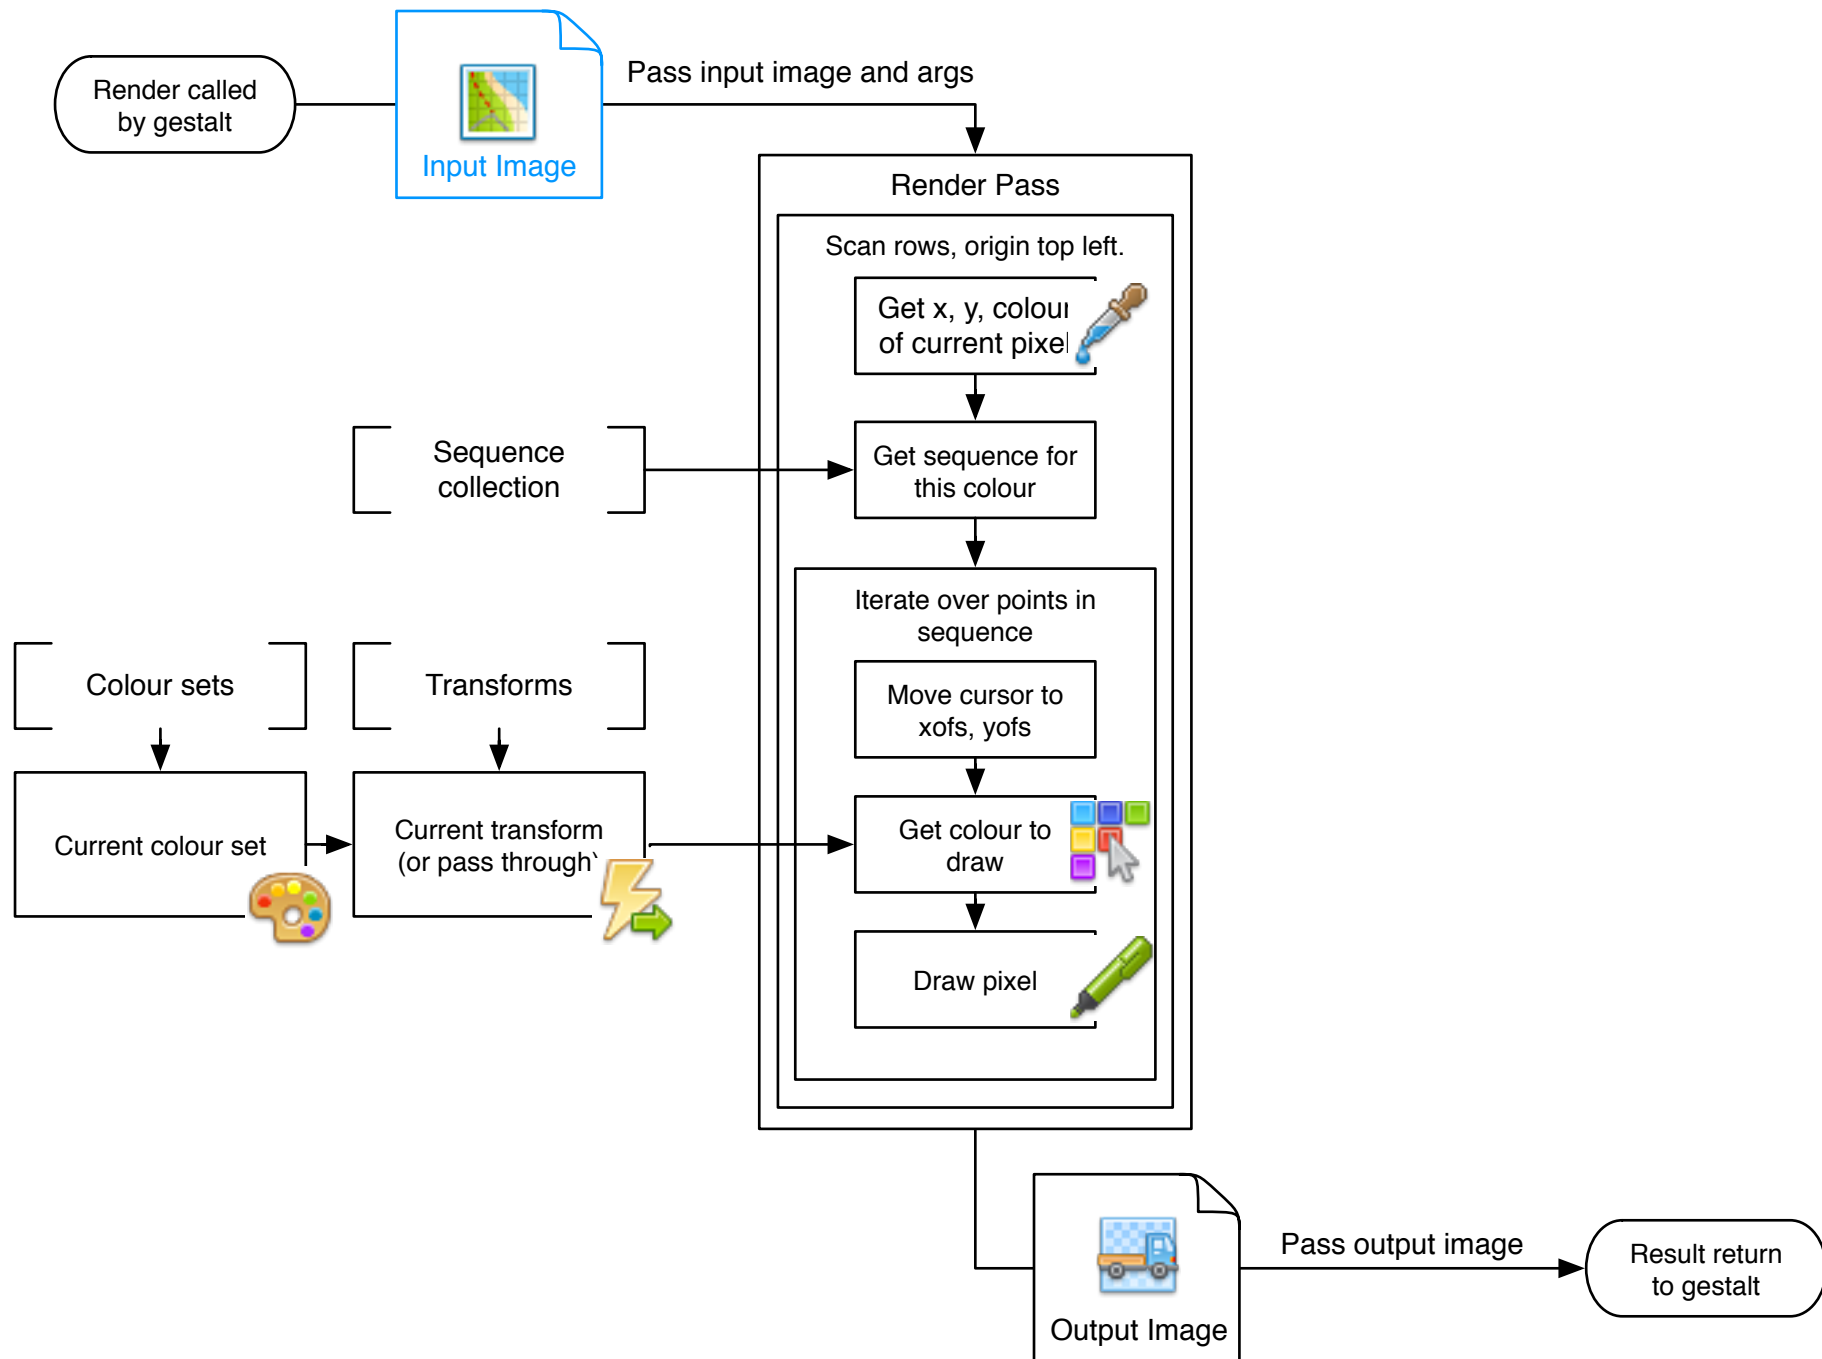 Render called
by gestalt
Input Image
Pass input image and args
Render Pass
Scan rows, origin top left.
Get x, y, colour
of current pixel
Sequence
collection
Get sequence for
this colour
Iterate over points in
sequence
Colour sets
Transforms
Move cursor to
xofs, yofs
Current colour set
Current transform
(or pass through)
Get colour to
draw
Draw pixel
Output Image
Pass output image
Result return
to gestalt